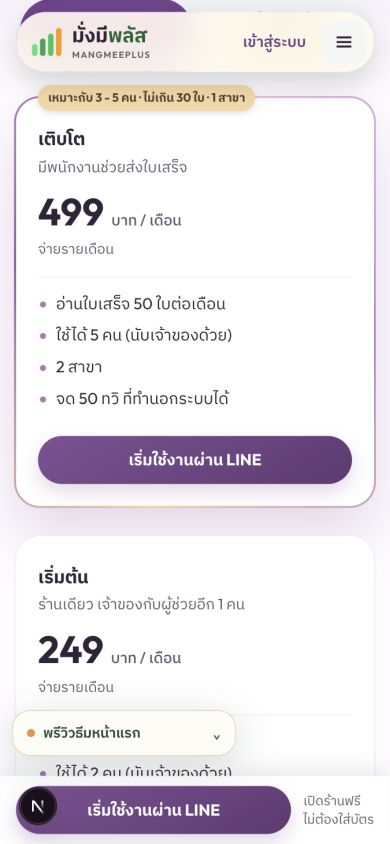 มั่งมีพลัส
MANGMEEPLUS
เข้าสู่ระบบ
เหมาะกับ 3 - 5 คน · ไม่เกิน 30 ใบ · 1 สาขา
เติบโต
มีพนักงานช่วยส่งใบเสร็จ
499 บาท / เดือน
จ่ายรายเดือน
อ่านใบเสร็จ 50 ใบต่อเดือน
ใช้ได้ 5 คน (นับเจ้าของด้วย)
2 สาขา
จด 50 ทวิ ที่ทำนอกระบบได้
เริ่มใช้งานผ่าน LINE
เริ่มต้น
ร้านเดียว เจ้าของกับผู้ช่วยอีก 1 คน
249 บาท / เดือน
จ่ายรายเดือน
พรีวิวธีมหน้าแรก
ใช้ได้ 2 คน (นับเจ้าของด้วย)
N
เริ่มใช้งานผ่าน LINE
เปิดร้านฟรี
ไม่ต้องใส่บัตร